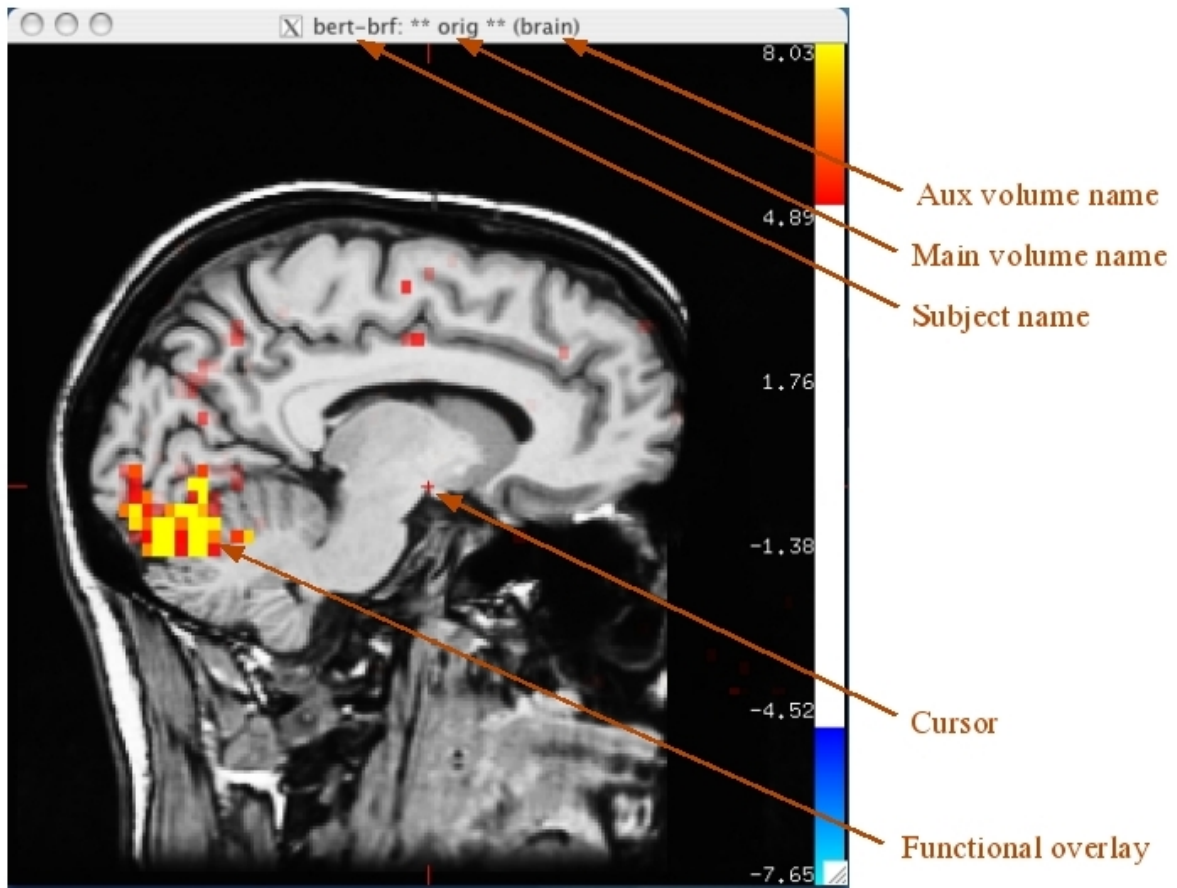 bert-brf: ** orig ** (brain)
8.03
Aux volume name
4.89
Main volume name
Subject name
1.76
-1.38
-4.52
Cursor
Functional overlay
-7.65